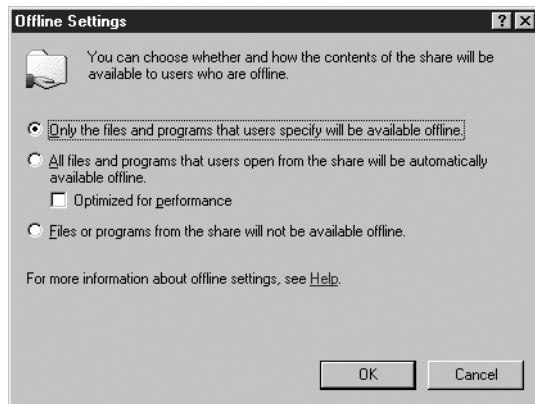 Offline Settings
You can choose whether and how the contents of the share will be
available to users who are offline.
Only the files and programs that users specify will be available offline.
All files and programs that users open from the share will be automatically
available offline.
Optimized for performance
Files or programs from the share will not be available offline.
For more information about offline settings, see Help.
OK Cancel